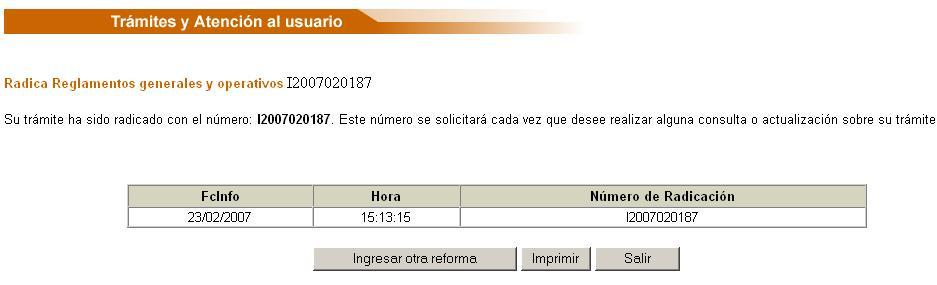 Trámites y Atención al usuario
Radica Reglamentos generales y operativos I2007020187
Su trámite ha sido radicado con el número: I2007020187. Este número se solicitará cada vez que desee realizar alguna consulta o actualización sobre su trámite
FcInfo Hora Número de Radicación
23/02/2007 15:13:15 I2007020187
Ingresar otra reforma Imprimir Salir